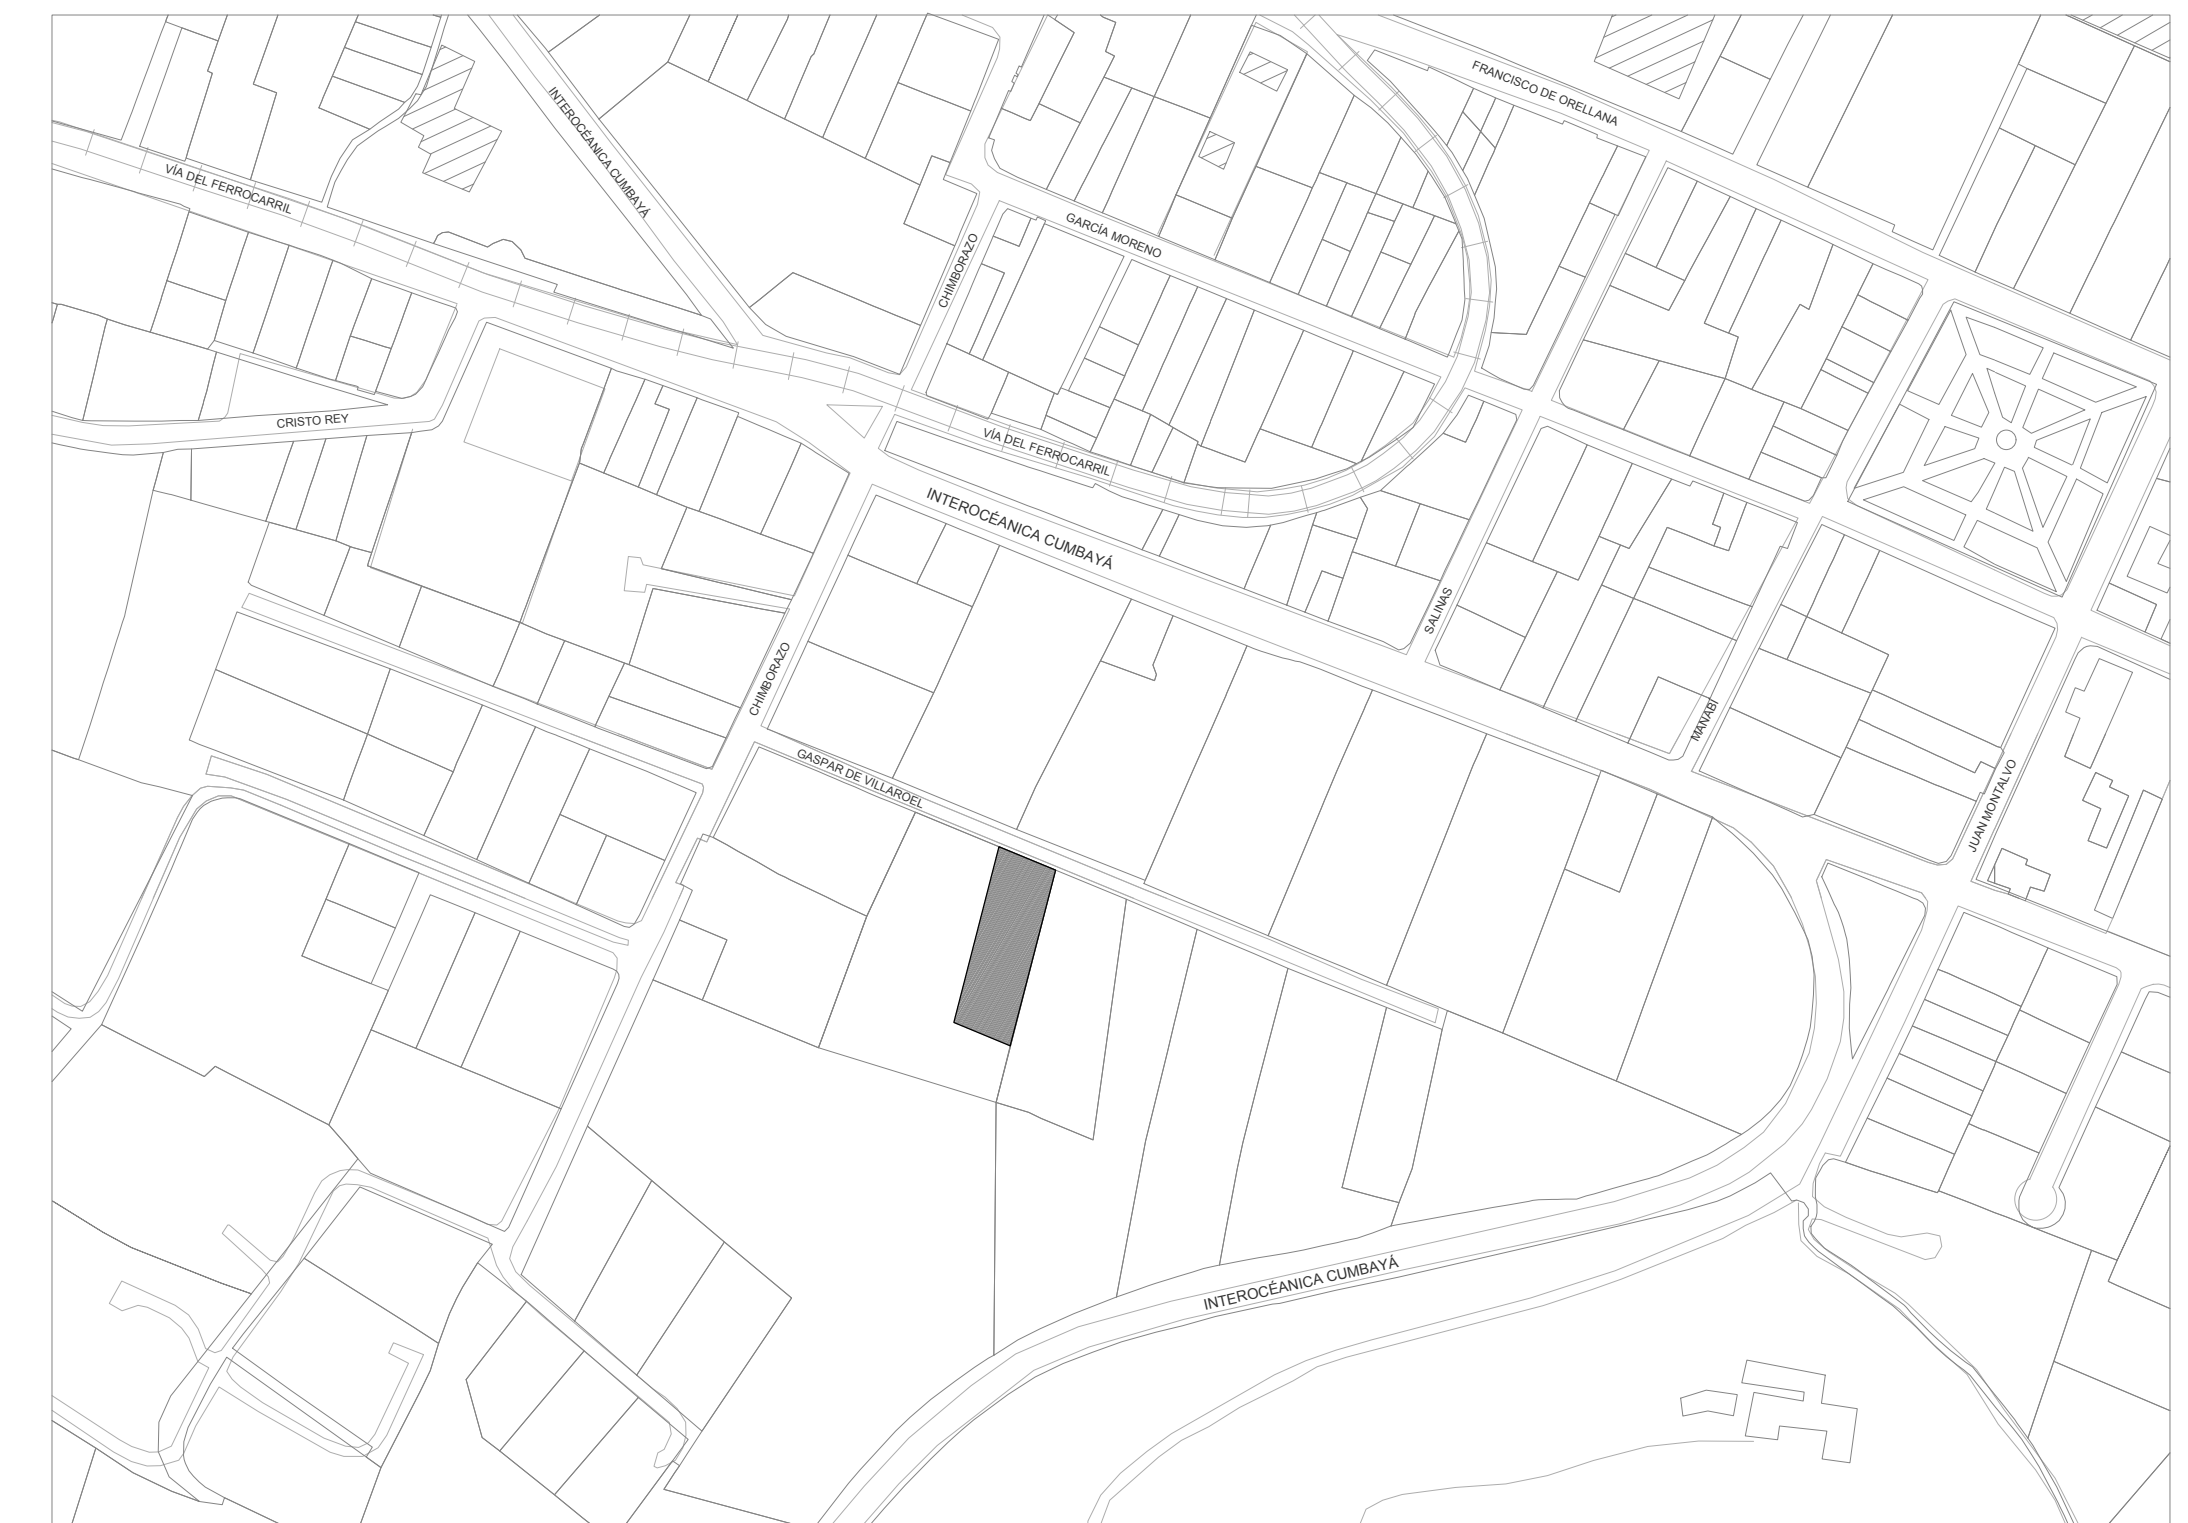 FRANCISCO DE ORELLANA
INTEROCÉANICA CUMBAYÁ
VÍA DEL FERROCARRIL
GARCÍA MORENO
CHIMBORAZO
CRISTO REY
VÍA DEL FERROCARRIL
INTEROCÉANICA CUMBAYÁ
SALINAS
CHIMBORAZO
MANABÍ
GASPAR DE VILLAROEL
JUAN MONTALVO
INTEROCÉANICA CUMBAYÁ